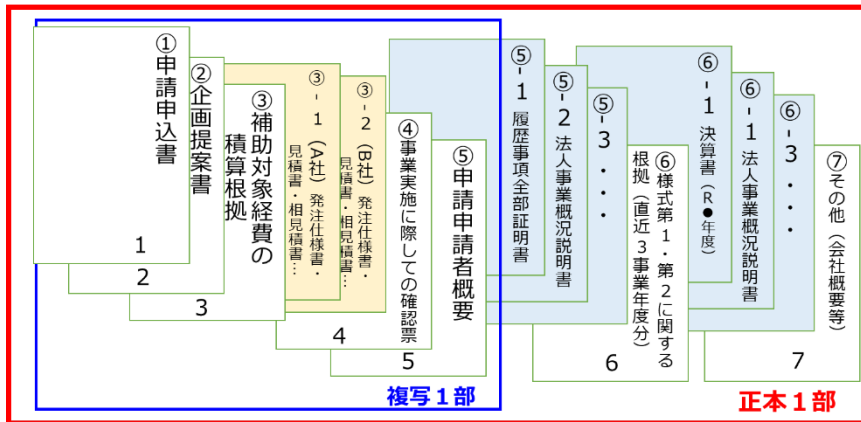 ①申請申込書
1
②企画提案書
2
③補助対象経費の
積算根拠
3
③-1（A社）発注仕様書・
見積書・相見積書…
③-2（B社）発注仕様書・
見積書・相見積書…
④事業実施に際しての確認票
4
⑤申請申請者概要
5
⑤-1 履歴事項全部証明書
⑤-2 法人事業概況説明書
⑤-3・・・
⑥様式第１・第２に関する
根拠（直近３事業年度分）
6
⑥-1 決算書（R●年度）
⑥-1 法人事業概況説明書
⑥-3・・・
⑦その他（会社概要等）
7
複写１部
正本１部